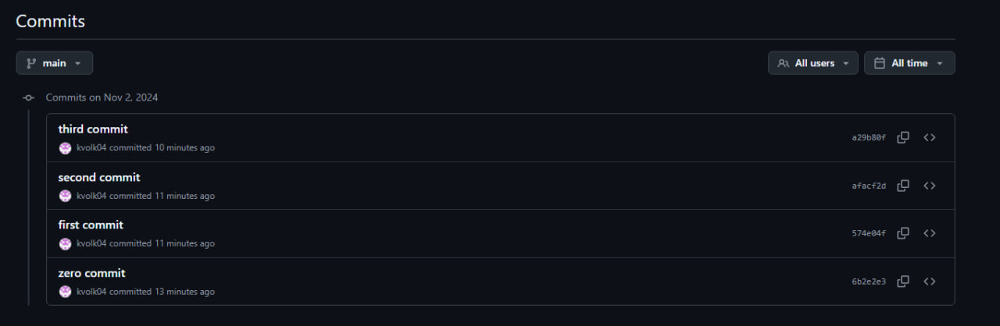 Commits
main
All users
All time
Commits on Nov 2, 2024
third commit
kvolk04 committed 10 minutes ago
a29b80f
second commit
kvolk04 committed 11 minutes ago
afacf2d
first commit
kvolk04 committed 11 minutes ago
574e04f
zero commit
kvolk04 committed 13 minutes ago
6b2e2e3